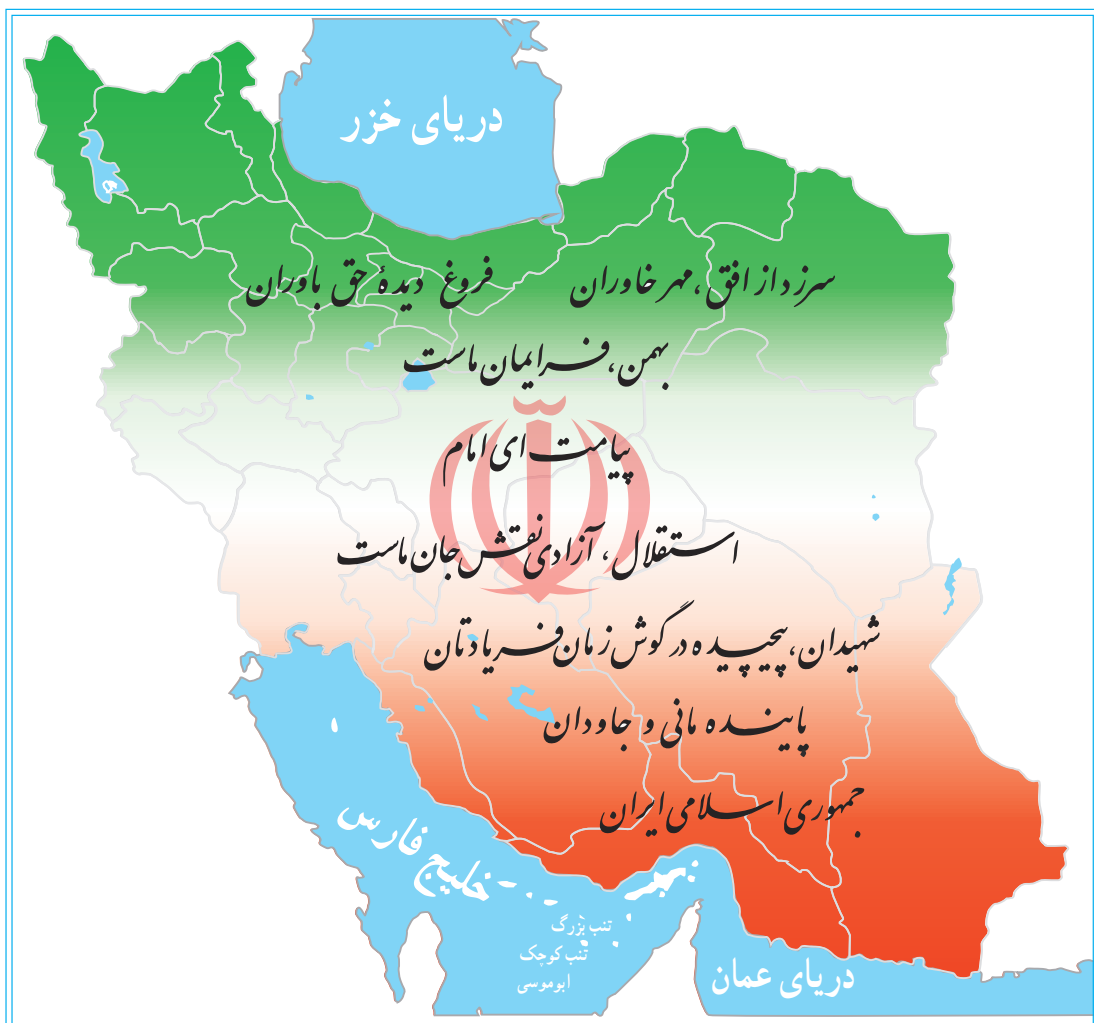 دریای خزر
سرزد از افق، مهر خاوران فروغ دیدهٔ حق باوران
بهمن، فر ایمان ماست
پیامت ای امام
استقلال، آزادی نقش جان ماست
شهیدان، پیچیده در گوش زمان فریادتان
پاینده مانی و جاودان
جمهوری اسلامی ایران
خلیج فارس
تنب بزرگ
تنب کوچک
ابوموسی
دریای عمان